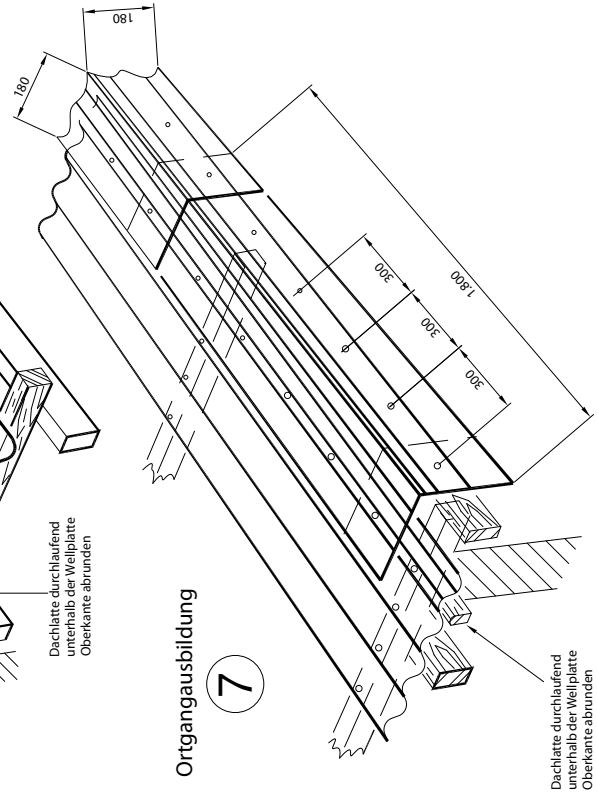 180
180
Dachlatte durchlaufend
unterhalb der Wellplatte
Oberkante abrunden
Ortgangausbildung
7
300
300
300
1.800
Dachlatte durchlaufend
unterhalb der Wellplatte
Oberkante abrunden